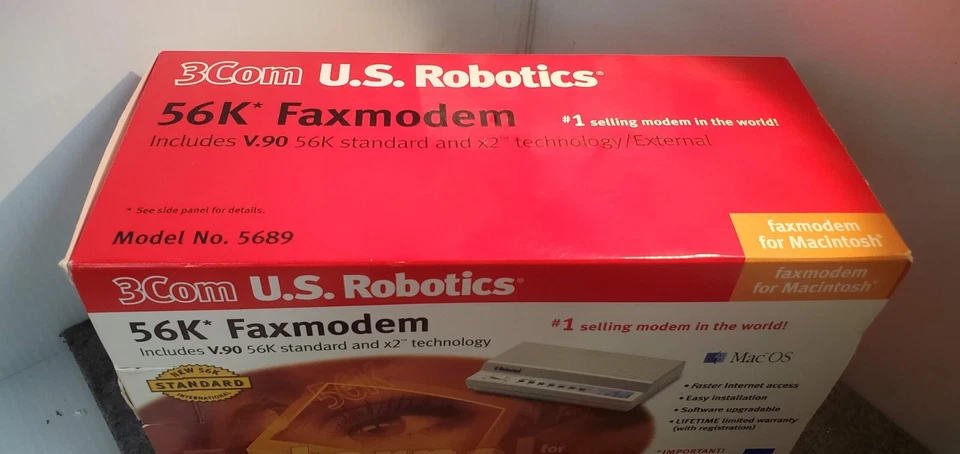 3Com U.S. Robotics®
56K* Faxmodem
#1 selling modem in the world!
Includes V.90 56K standard and x2™ technology/External
* See side panel for details.
Model No. 5689
faxmodem
for Macintosh®
3Com U.S. Robotics®
faxmodem
for Macintosh®
56K* Faxmodem
#1 selling modem in the world!
Includes V.90 56K standard and x2™ technology
Mac OS
NEW 56K
STANDARD
INTERNATIONAL
• Faster Internet access
• Easy installation
• Software upgradable
• LIFETIME limited warranty
(with registration)
*IMPORTANT!
for